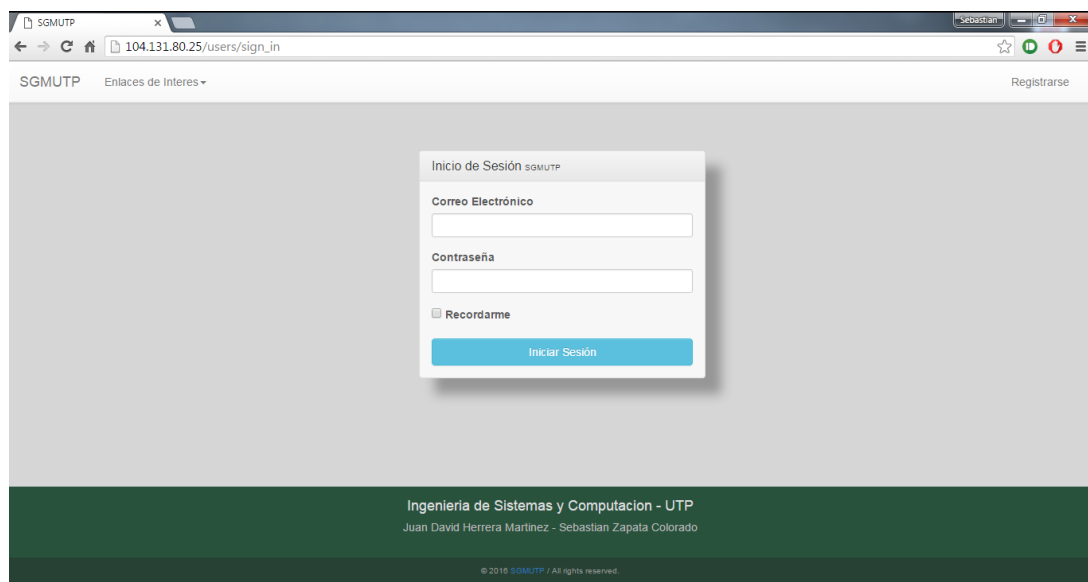 SGMUTP
Sebastian
104.131.80.25/users/sign_in
SGMUTP Enlaces de Interes Registrarse
Inicio de Sesión SGMUTP
Correo Electrónico
Contraseña
Recordarme
Iniciar Sesión
Ingenieria de Sistemas y Computacion - UTP
Juan David Herrera Martinez - Sebastian Zapata Colorado
© 2016 SGMUTP / All rights reserved.